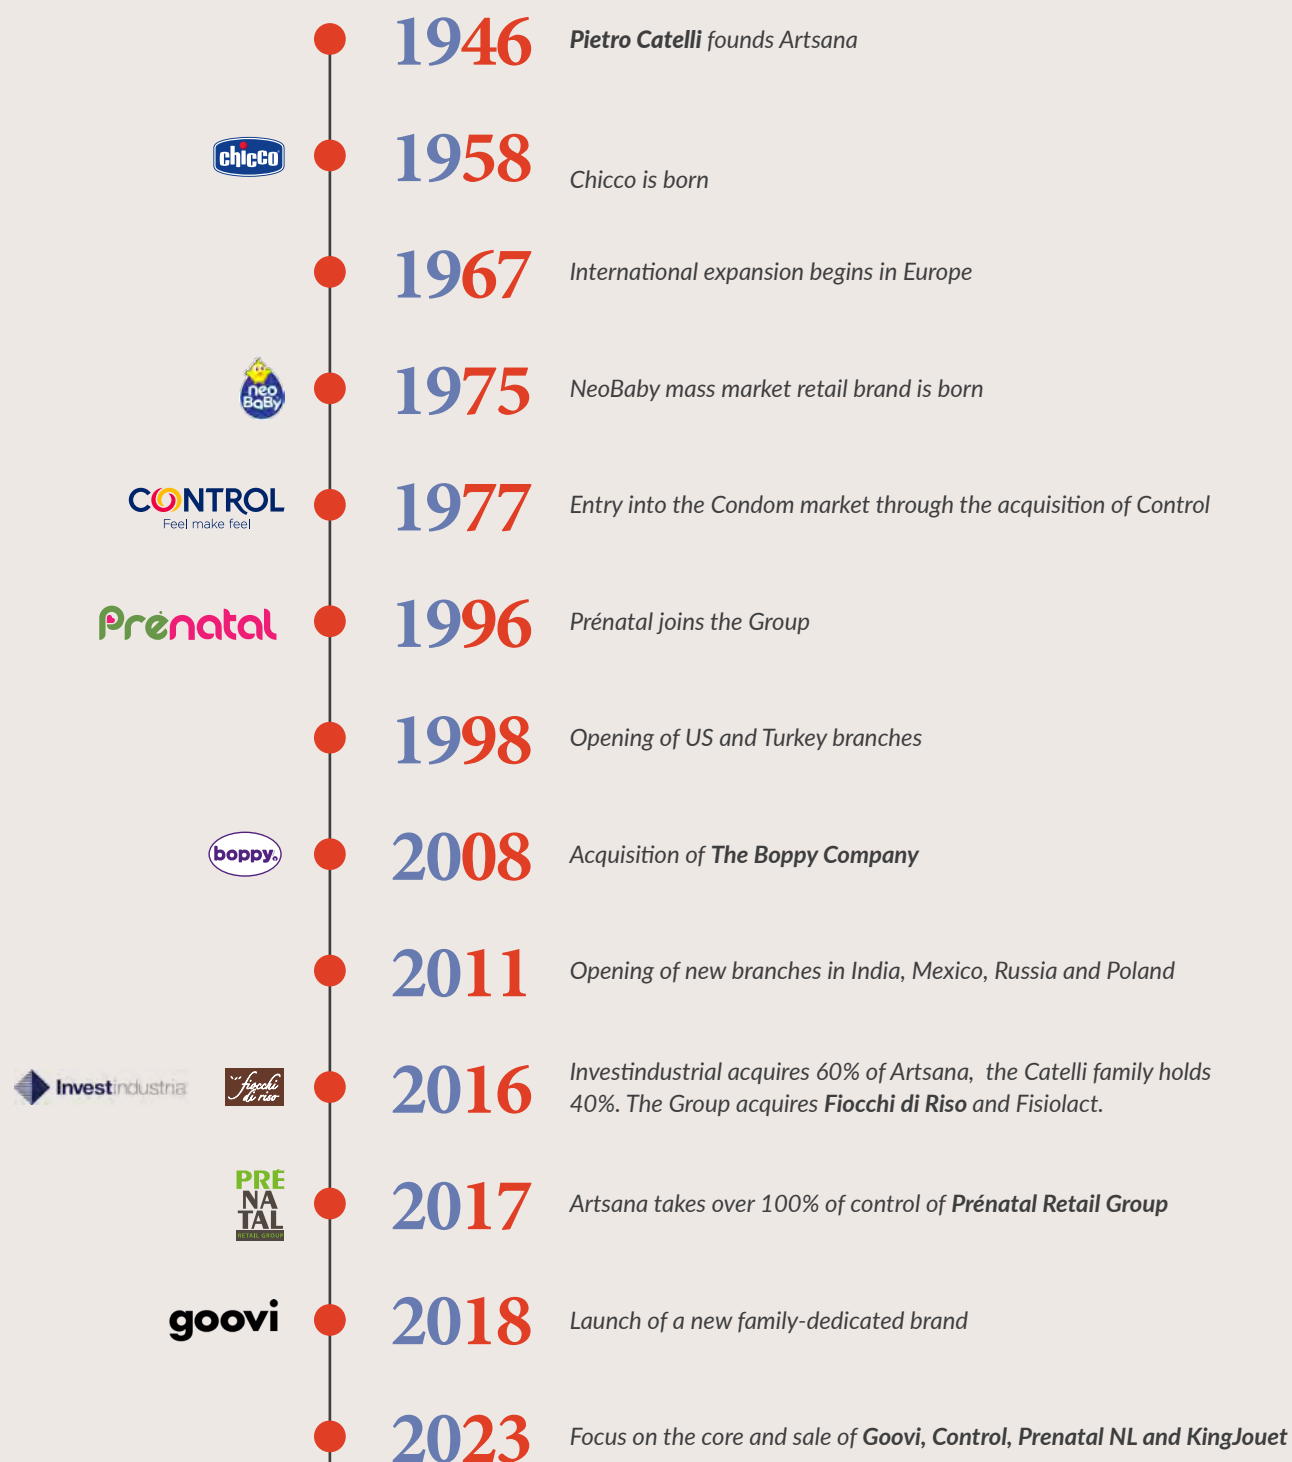 1946 Pietro Catelli founds Artsana
chicco 1958 Chicco is born
1967 International expansion begins in Europe
neo BaBy 1975 NeoBaby mass market retail brand is born
CONTROL 1977 Entry into the Condom market through the acquisition of Control
Feel make feel
Prénatal 1996 Prénatal joins the Group
1998 Opening of US and Turkey branches
boppy 2008 Acquisition of The Boppy Company
2011 Opening of new branches in India, Mexico, Russia and Poland
Investindustria fiocchi di riso 2016 Investindustrial acquires 60% of Artsana, the Catelli family holds
40%. The Group acquires Fiocchi di Riso and Fisiolact.
PRÉ
NA
TAL
RETAIL GROUP
2017 Artsana takes over 100% of control of Prénatal Retail Group
goovi 2018 Launch of a new family-dedicated brand
2023 Focus on the core and sale of Goovi, Control, Prenatal NL and KingJouet